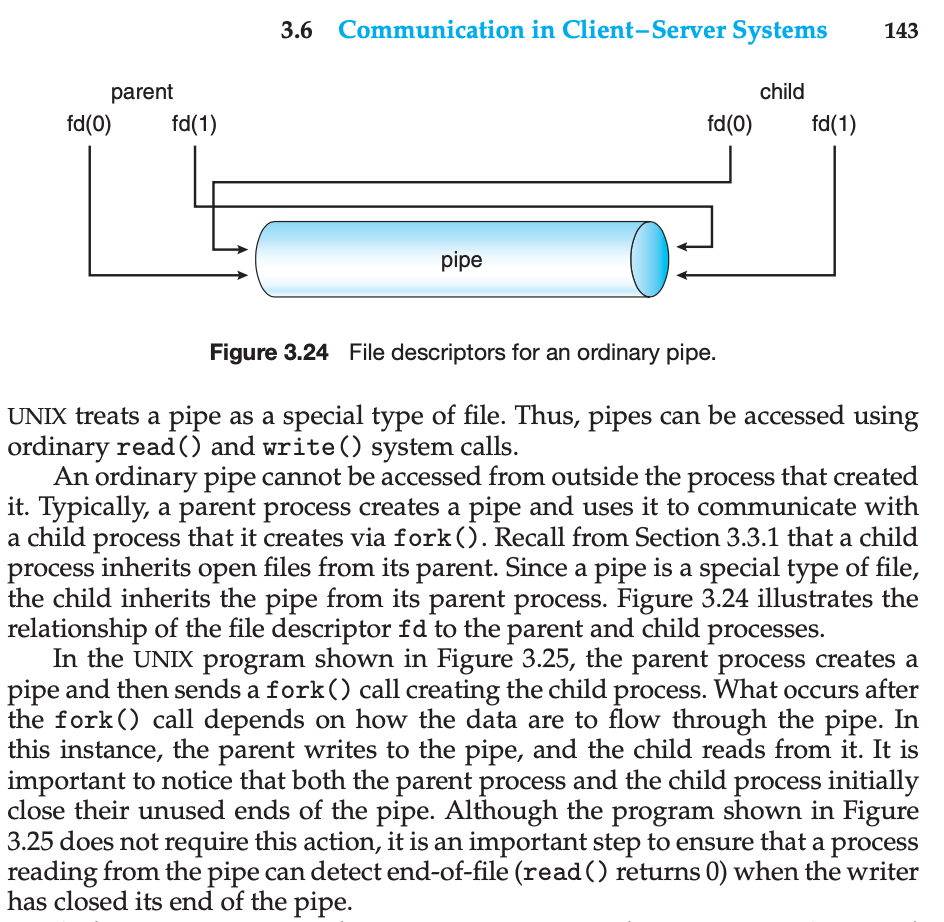 3.6 Communication in Client–Server Systems 143
parent child
fd(0) fd(1) fd(0) fd(1)
pipe
Figure 3.24 File descriptors for an ordinary pipe.
UNIX treats a pipe as a special type of file. Thus, pipes can be accessed using
ordinary read() and write() system calls.
An ordinary pipe cannot be accessed from outside the process that created
it. Typically, a parent process creates a pipe and uses it to communicate with
a child process that it creates via fork(). Recall from Section 3.3.1 that a child
process inherits open files from its parent. Since a pipe is a special type of file,
the child inherits the pipe from its parent process. Figure 3.24 illustrates the
relationship of the file descriptor fd to the parent and child processes.
In the UNIX program shown in Figure 3.25, the parent process creates a
pipe and then sends a fork() call creating the child process. What occurs after
the fork() call depends on how the data are to flow through the pipe. In
this instance, the parent writes to the pipe, and the child reads from it. It is
important to notice that both the parent process and the child process initially
close their unused ends of the pipe. Although the program shown in Figure
3.25 does not require this action, it is an important step to ensure that a process
reading from the pipe can detect end-of-file (read() returns 0) when the writer
has closed its end of the pipe.